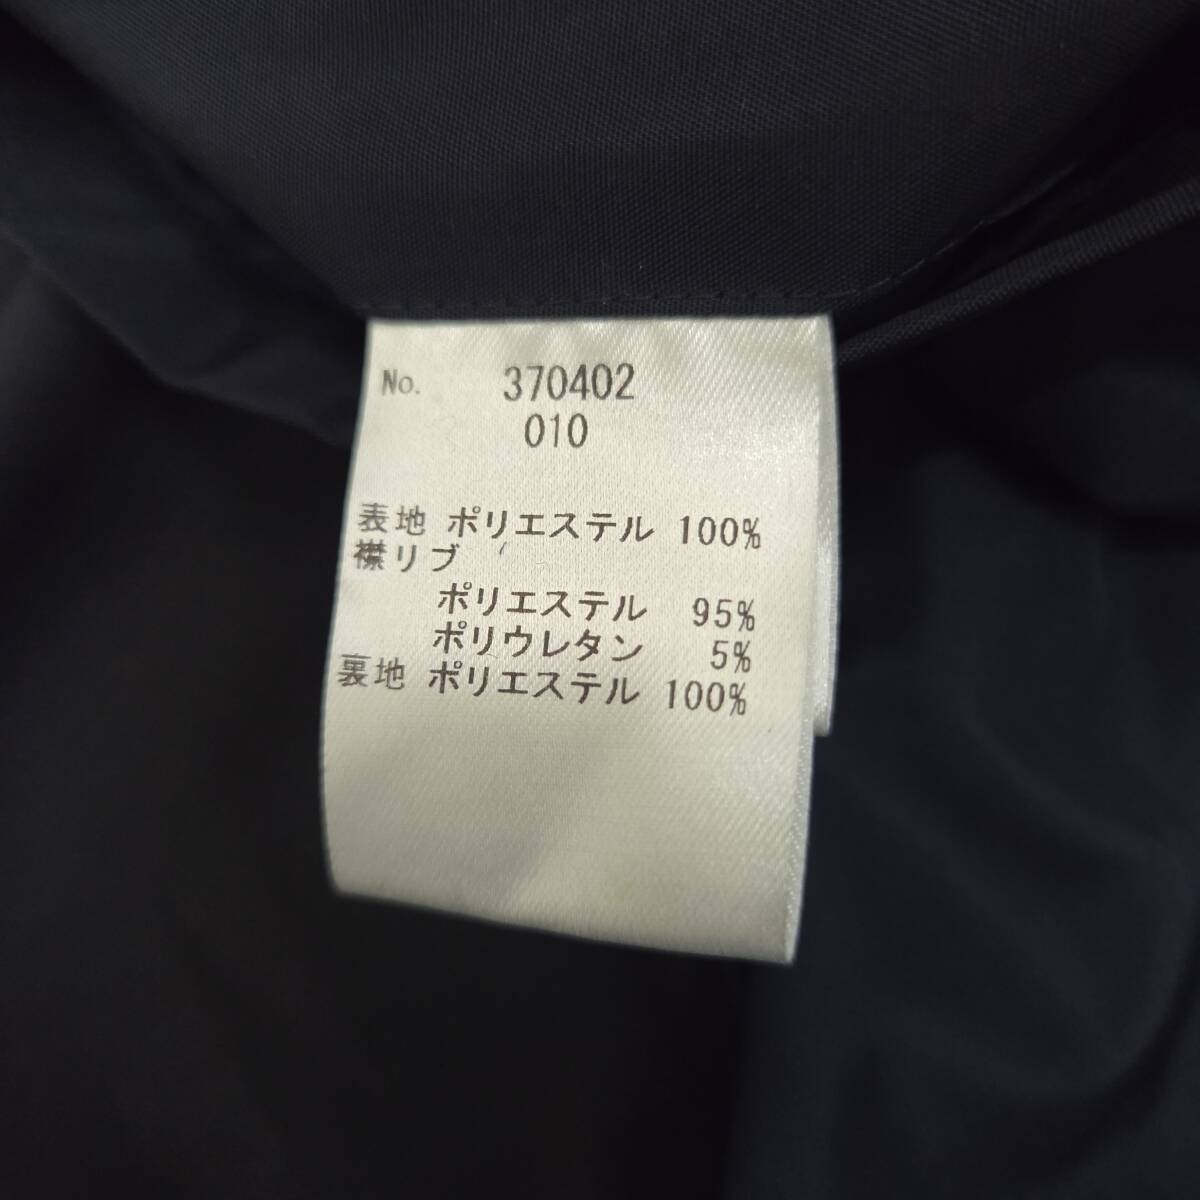 No. 370402
010
表地 ポリエステル 100%
襟リブ
ポリエステル 95%
ポリウレタン 5%
裏地 ポリエステル 100%